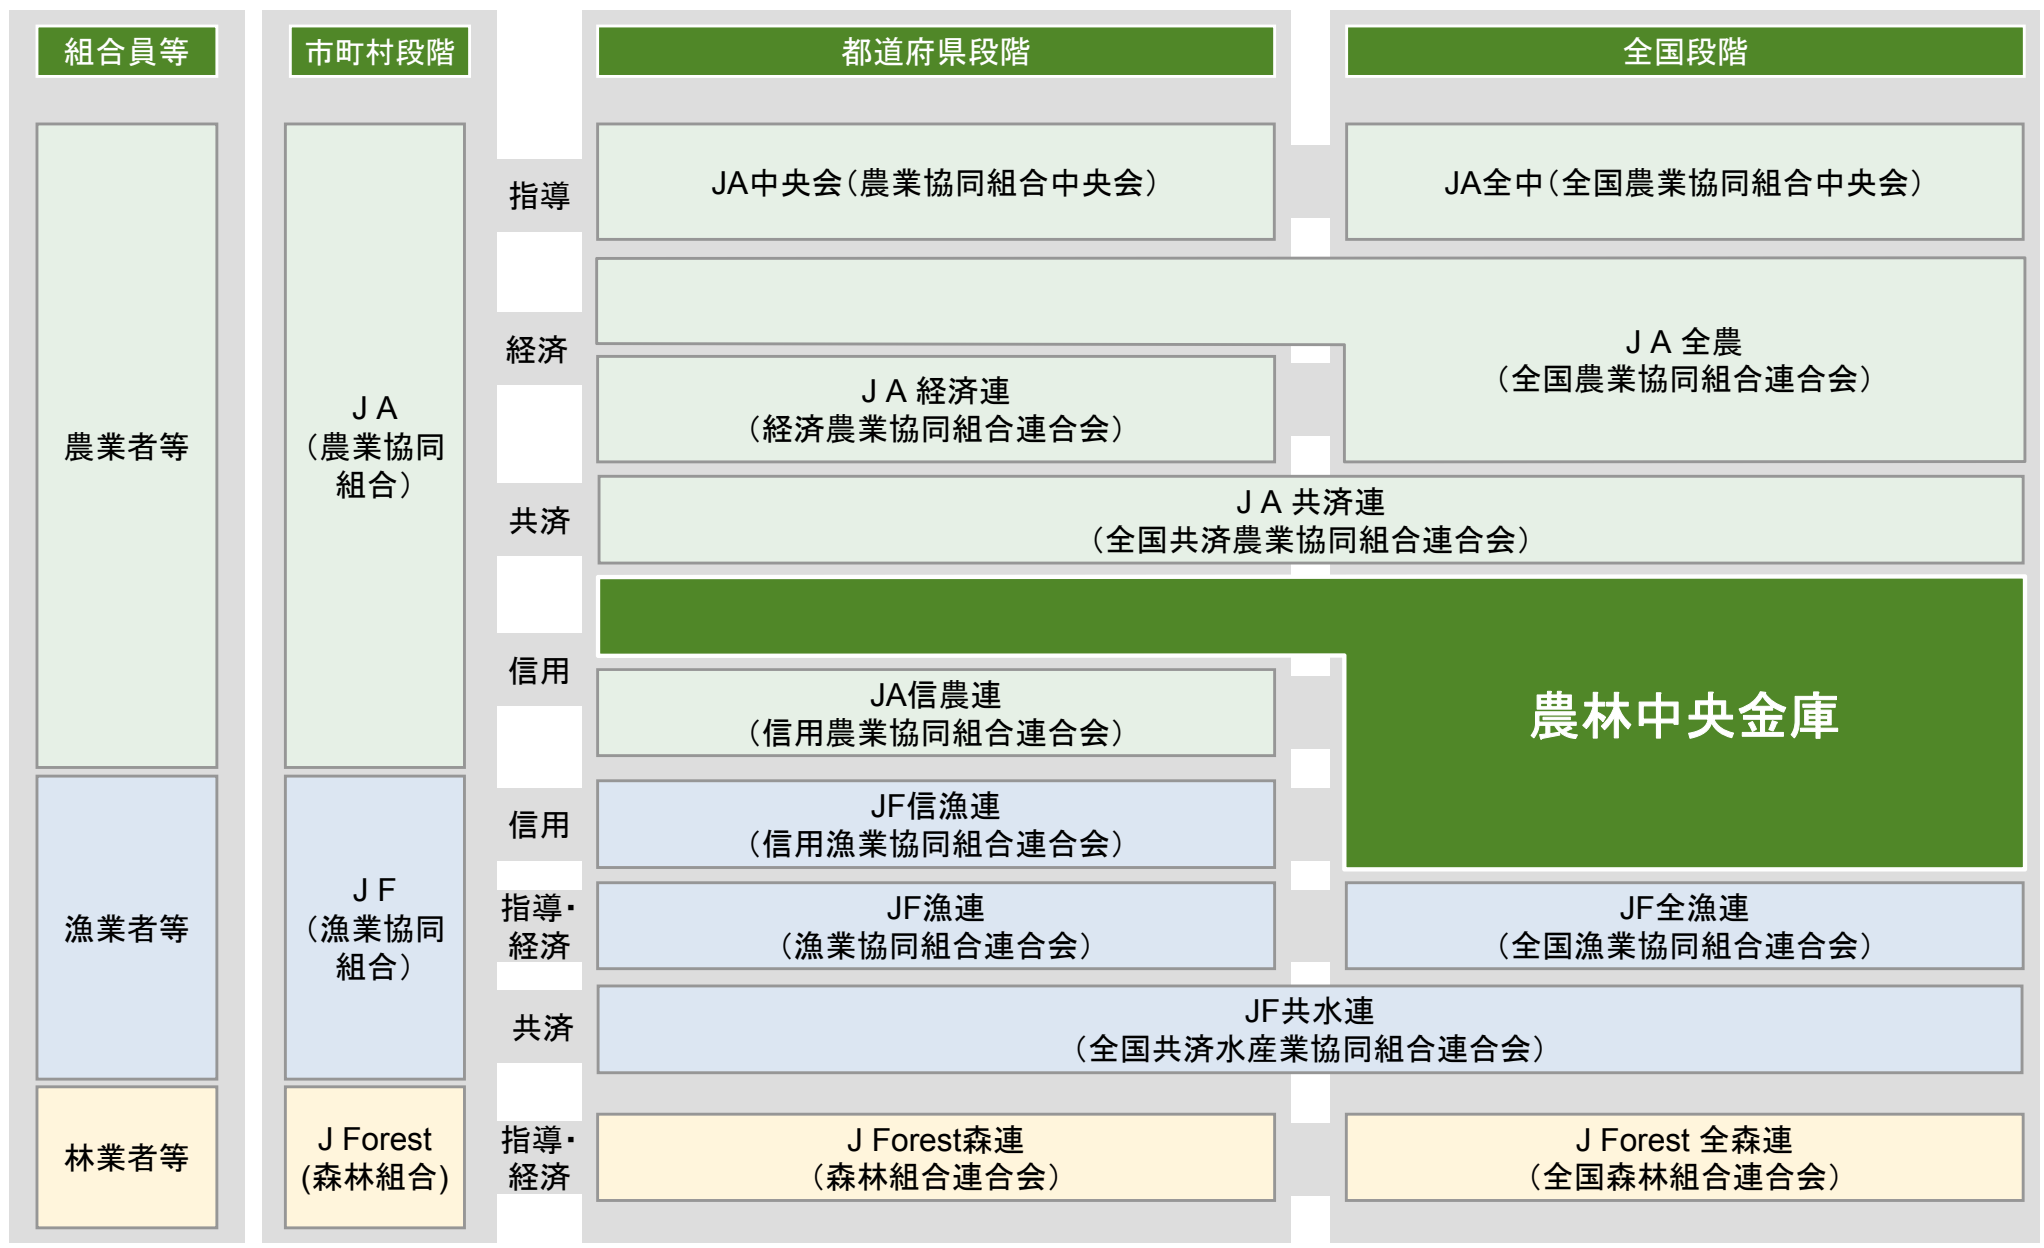 組合員等
市町村段階
都道府県段階
全国段階
農業者等
J A
（農業協同
組合）
指導
JA中央会（農業協同組合中央会）
JA全中（全国農業協同組合中央会）
経済
J A 全農
（全国農業協同組合連合会）
J A 経済連
（経済農業協同組合連合会）
共済
J A 共済連
（全国共済農業協同組合連合会）
信用
農林中央金庫
JA信農連
（信用農業協同組合連合会）
漁業者等
J F
（漁業協同
組合）
信用
JF信漁連
（信用漁業協同組合連合会）
指導・
経済
JF漁連
（漁業協同組合連合会）
JF全漁連
（全国漁業協同組合連合会）
共済
JF共水連
（全国共済水産業協同組合連合会）
林業者等
J Forest
(森林組合)
指導・
経済
J Forest森連
（森林組合連合会）
J Forest 全森連
（全国森林組合連合会）